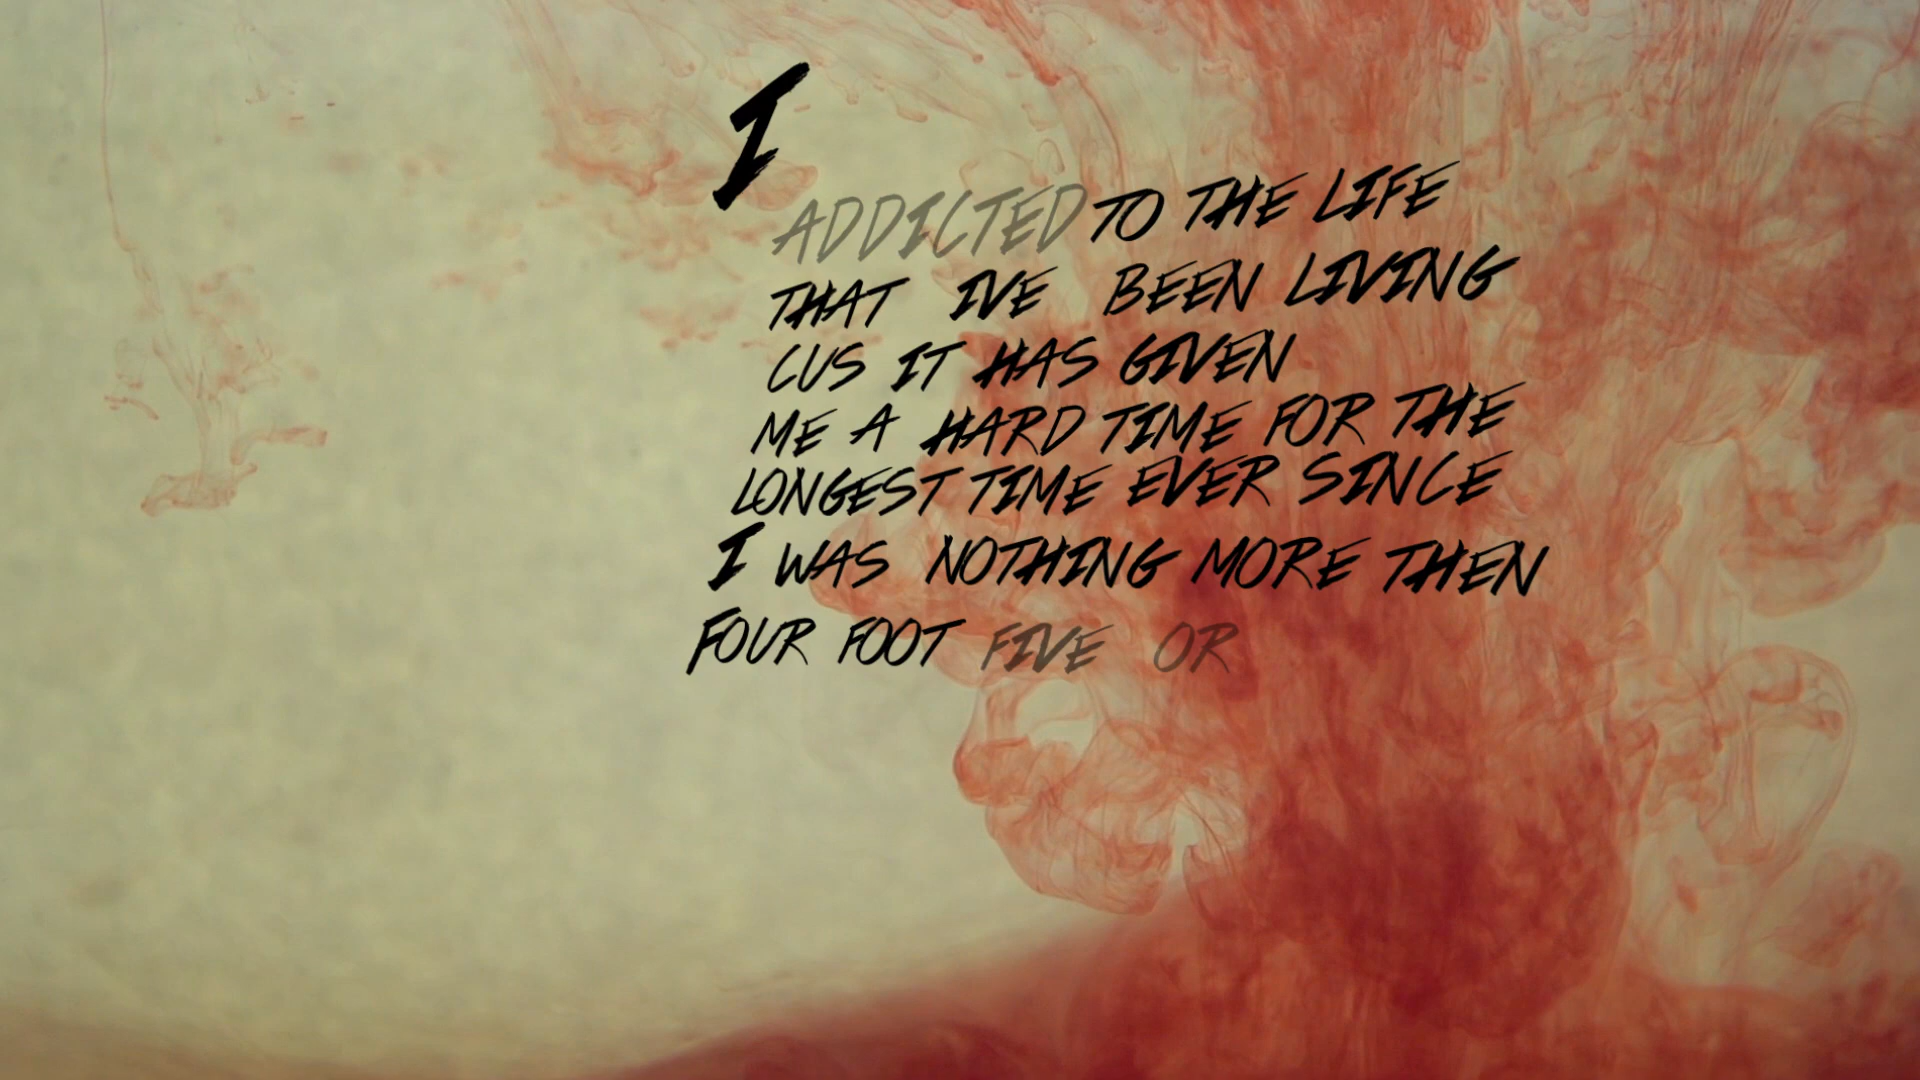 I
ADDICTED TO THE LIFE
THAT IVE BEEN LIVING
CUS IT HAS GIVEN
ME A HARD TIME FOR THE
LONGEST TIME EVER SINCE
I WAS NOTHING MORE THEN
FOUR FOOT FIVE OR